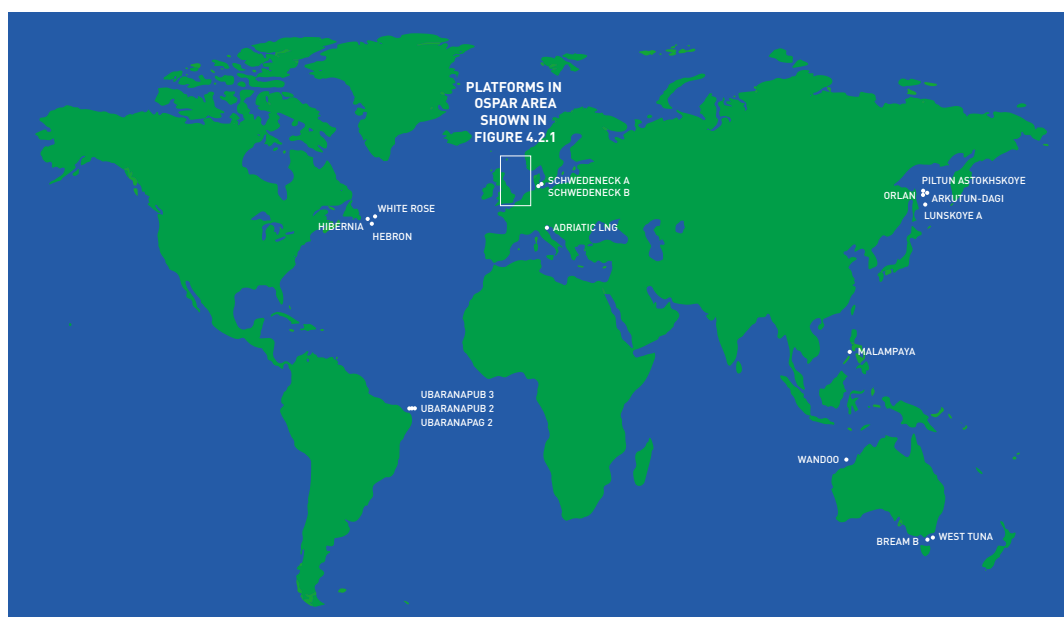 PLATFORMS IN
OSPAR AREA
SHOWN IN
FIGURE 4.2.1
SCHWEDENECK A
SCHWEDENECK B
PILTUN ASTOKHSKOYE
ORLAN
ARKUTUN-DAGI
LUNSKOYE A
WHITE ROSE
HIBERNIA
HEBRON
ADRIATIC LNG
MALAMPAYA
UBARANAPUB 3
UBARANAPUB 2
UBARANAPAG 2
WANDOO
BREAM B
WEST TUNA